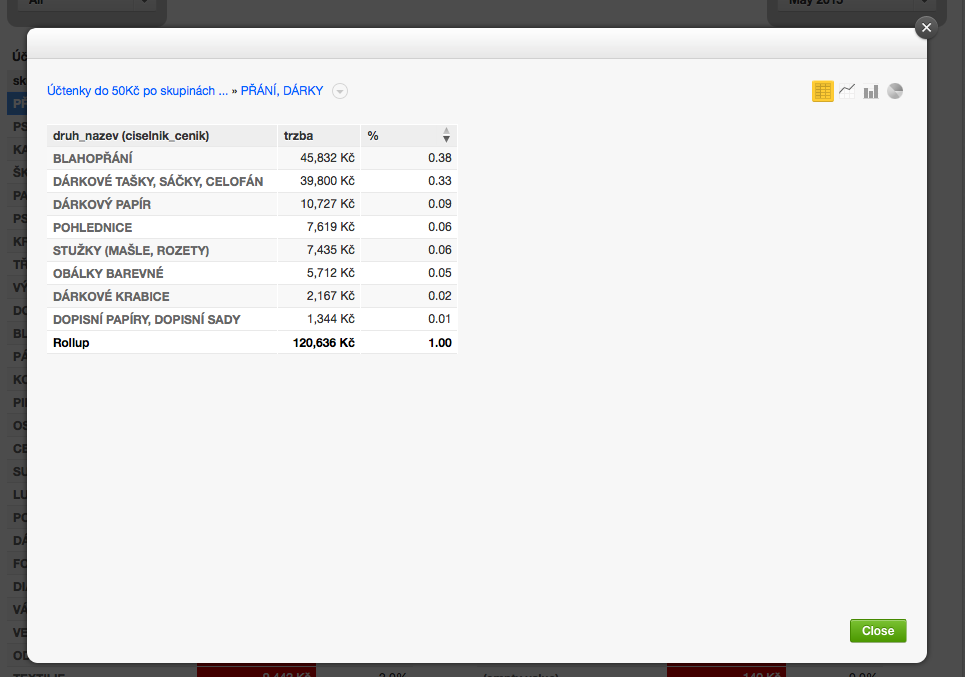 All
May 2015
Účtenky do 50Kč po skupinách ... » PŘÁNÍ, DÁRKY
druh_nazev (ciselnik_cenik) trzba %
BLAHOPŘÁNÍ 45,832 Kč 0.38
DÁRKOVÉ TAŠKY, SÁČKY, CELOFÁN 39,800 Kč 0.33
DÁRKOVÝ PAPÍR 10,727 Kč 0.09
POHLEDNICE 7,619 Kč 0.06
STUŽKY (MAŠLE, ROZETY) 7,435 Kč 0.06
OBÁLKY BAREVNÉ 5,712 Kč 0.05
DÁRKOVÉ KRABICE 2,167 Kč 0.02
DOPISNÍ PAPÍRY, DOPISNÍ SADY 1,344 Kč 0.01
Rollup 120,636 Kč 1.00
Close